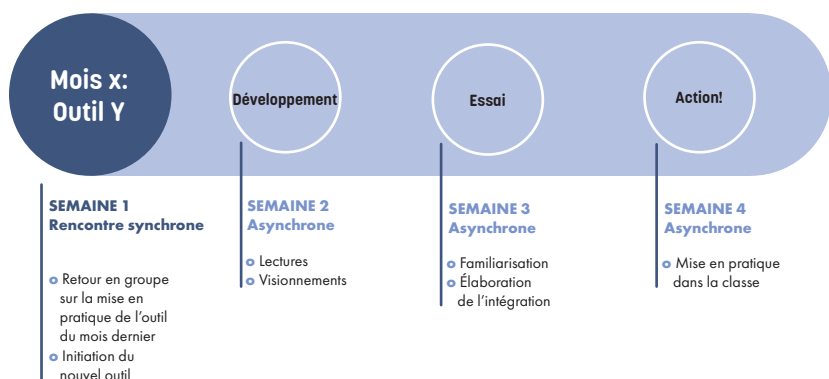 Mois x:
Outil Y
Développement
Essai
Action!
SEMAINE 1
Rencontre synchrone
Retour en groupe
sur la mise en
pratique de l'outil
du mois dernier
Initiation du
nouvel outil
SEMAINE 2
Asynchrone
Lectures
Visionnements
SEMAINE 3
Asynchrone
Familiarisation
Élaboration
de l'intégration
SEMAINE 4
Asynchrone
Mise en pratique
dans la classe